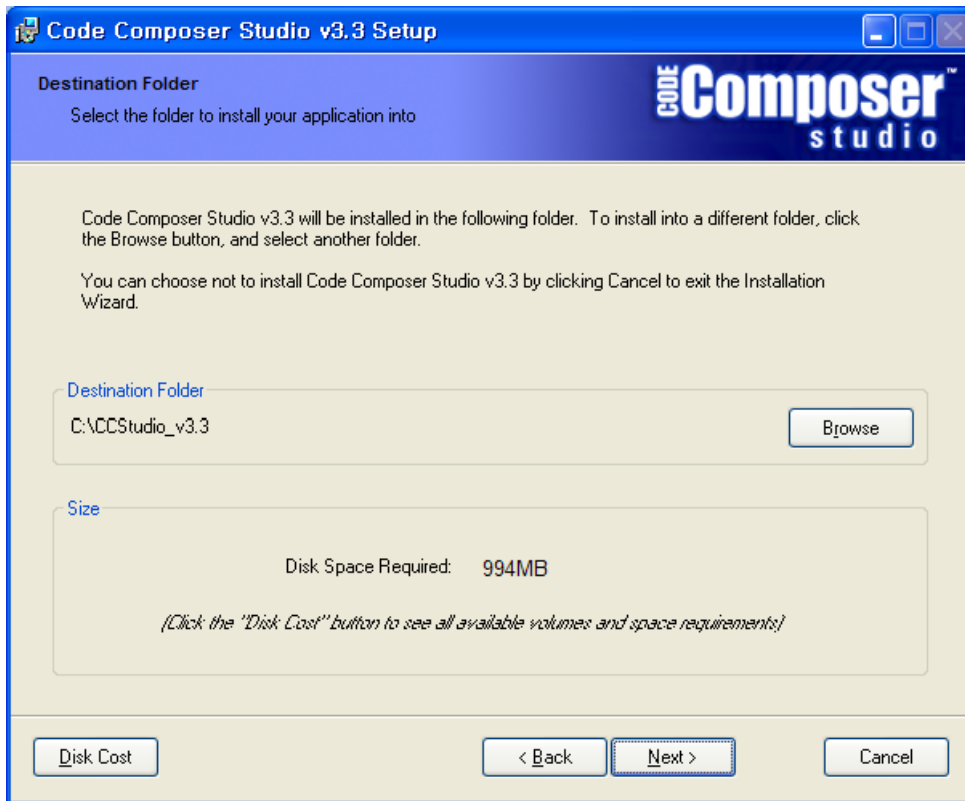 Code Composer Studio v3.3 Setup
Destination Folder
Select the folder to install your application into
CODE Composer™
studio
Code Composer Studio v3.3 will be installed in the following folder.  To install into a different folder, click
the Browse button, and select another folder.
You can choose not to install Code Composer Studio v3.3 by clicking Cancel to exit the Installation
Wizard.
Destination Folder
C:\CCStudio_v3.3
Browse
Size
Disk Space Required: 994MB
(Click the "Disk Cost" button to see all available volumes and space requirements)
Disk Cost
< Back
Next >
Cancel